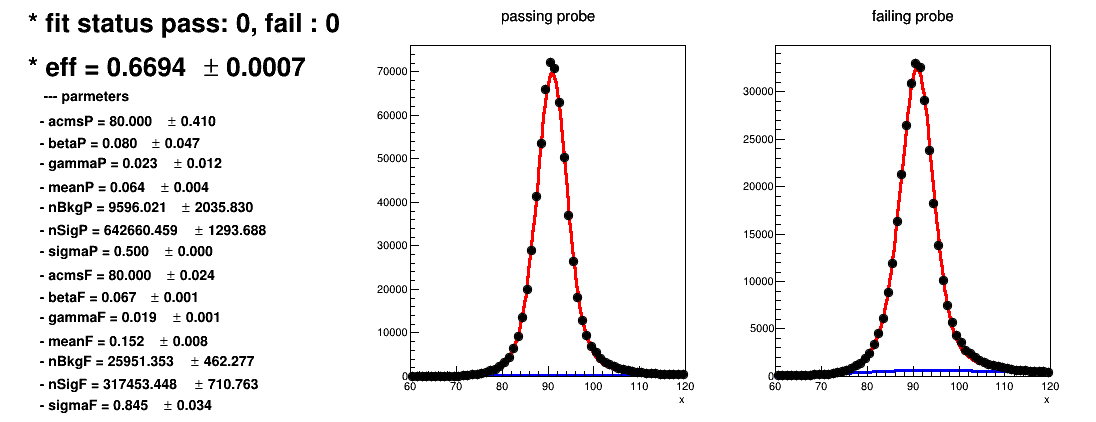 * fit status pass: 0, fail : 0
* eff = 0.6694 ± 0.0007
--- parmeters
- acmsP = 80.000 ± 0.410
- betaP = 0.080 ± 0.047
- gammaP = 0.023 ± 0.012
- meanP = 0.064 ± 0.004
- nBkgP = 9596.021 ± 2035.830
- nSigP = 642660.459 ± 1293.688
- sigmaP = 0.500 ± 0.000
- acmsF = 80.000 ± 0.024
- betaF = 0.067 ± 0.001
- gammaF = 0.019 ± 0.001
- meanF = 0.152 ± 0.008
- nBkgF = 25951.353 ± 462.277
- nSigF = 317453.448 ± 710.763
- sigmaF = 0.845 ± 0.034
passing probe
70000
60000
50000
40000
30000
20000
10000
0
60 70 80 90 100 110 120
x
failing probe
30000
25000
20000
15000
10000
5000
0
60 70 80 90 100 110 120
x